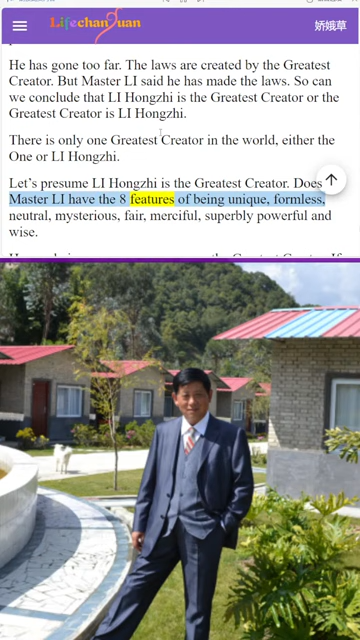 Lifechanyuan
娇娥草
He has gone too far. The laws are created by the Greatest
Creator. But Master LI said he has made the laws. So can
we conclude that LI Hongzhi is the Greatest Creator or the
Greatest Creator is LI Hongzhi.
There is only one Greatest Creator in the world, either the
One or LI Hongzhi.
Let’s presume LI Hongzhi is the Greatest Creator. Does
Master LI have the 8 features of being unique, formless,
neutral, mysterious, fair, merciful, superbly powerful and
wise.